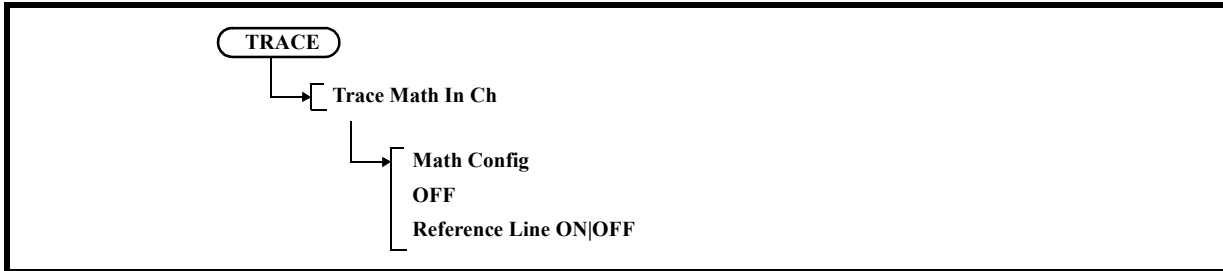 TRACE
Trace Math In Ch
Math Config
OFF
Reference Line ON|OFF